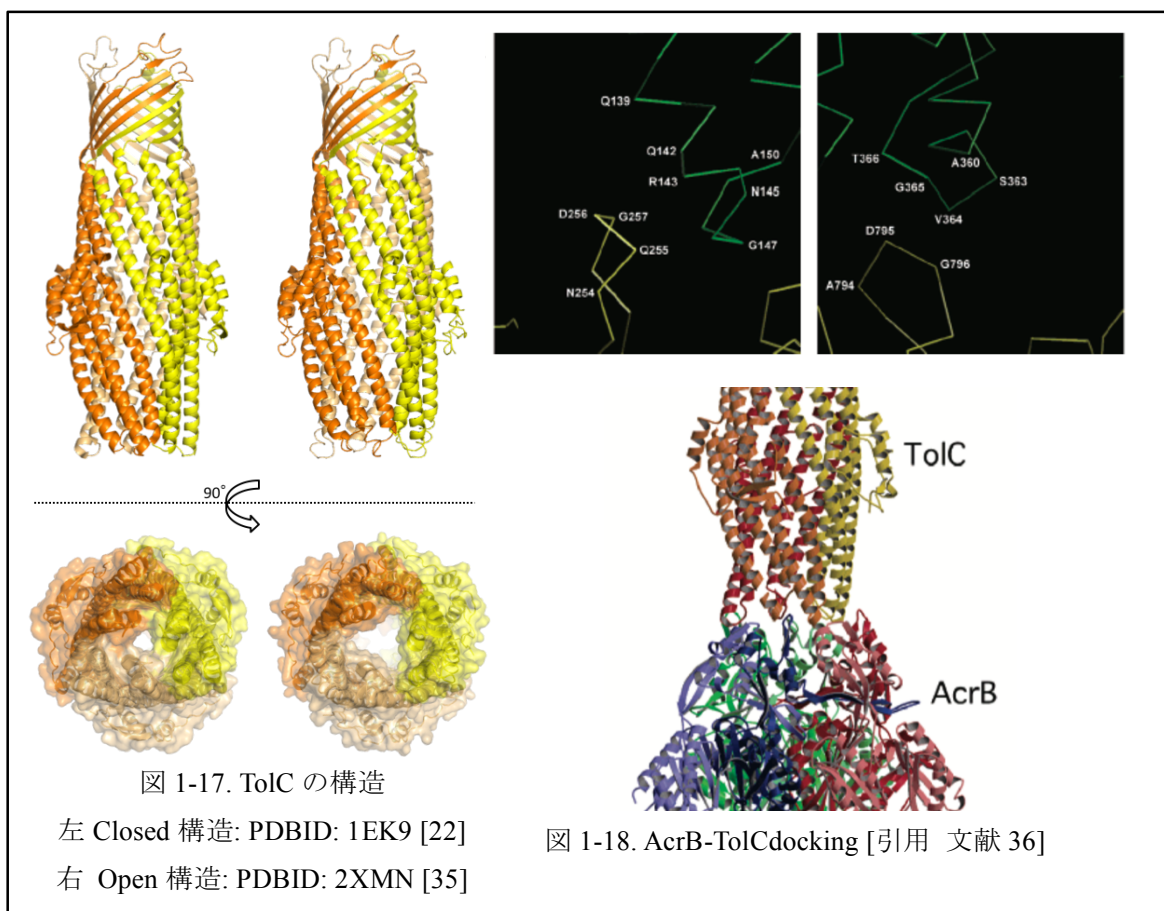 90°
図 1-17. TolC の構造
左 Closed 構造: PDBID: 1EK9 [22]
右 Open 構造: PDBID: 2XMN [35]
Q139
Q142
A150
R143
N145
D256
G257
Q255
G147
N254
T366
A360
G365
S363
V364
D795
G796
A794
TolC
AcrB
図 1-18. AcrB-TolCdocking [引用 文献 36]